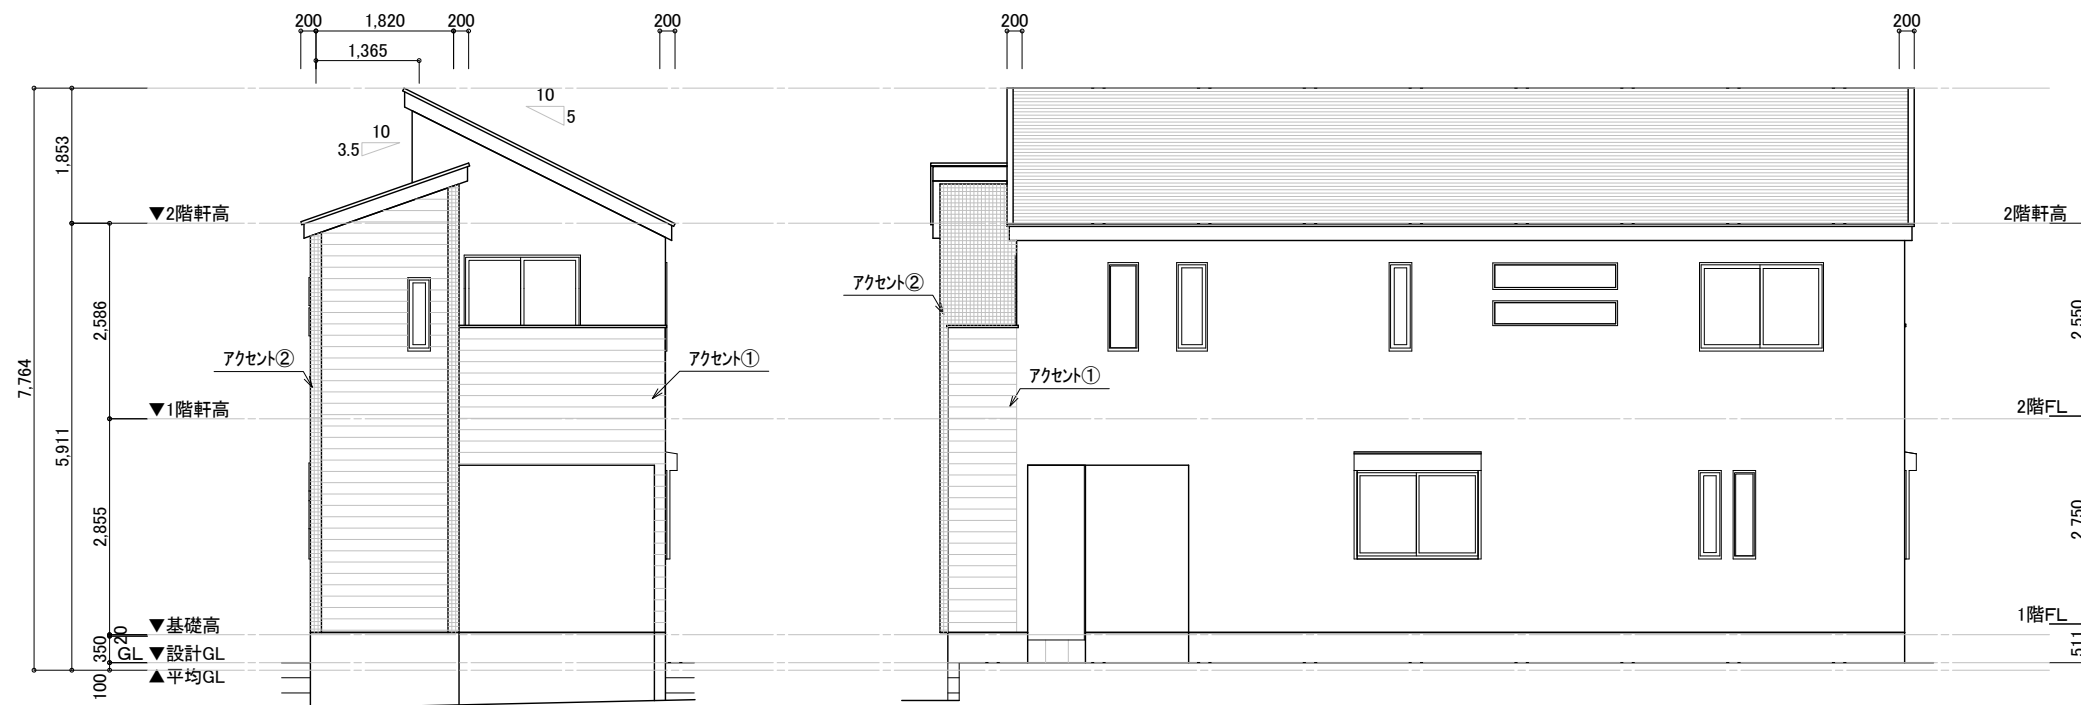 200
1,820
200
200
200
200
1,365
10
5
10
3.5
1,853
▼2階軒高
2階軒高
アクセント②
2,586
2,550
アクセント②
アクセント①
アクセント①
7,764
▼1階軒高
2階FL
5,911
2,855
2,750
▼基礎高
1階FL
20
350
GL
▼設計GL
511
▲平均GL
100